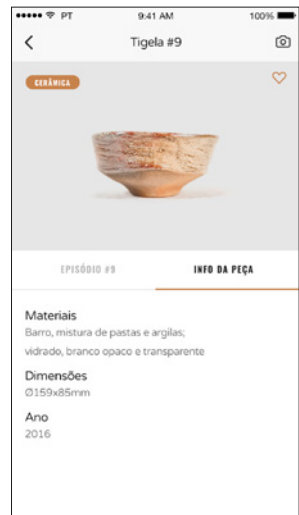 PT 9:41 AM 100%
Tigela #9
CERÂMICA
EPISÓDIO #9 INFO DA PEÇA
Materiais
Barro, mistura de pastas e argilas;
vidrado, branco opaco e transparente
Dimensões
Ø159x85mm
Ano
2016